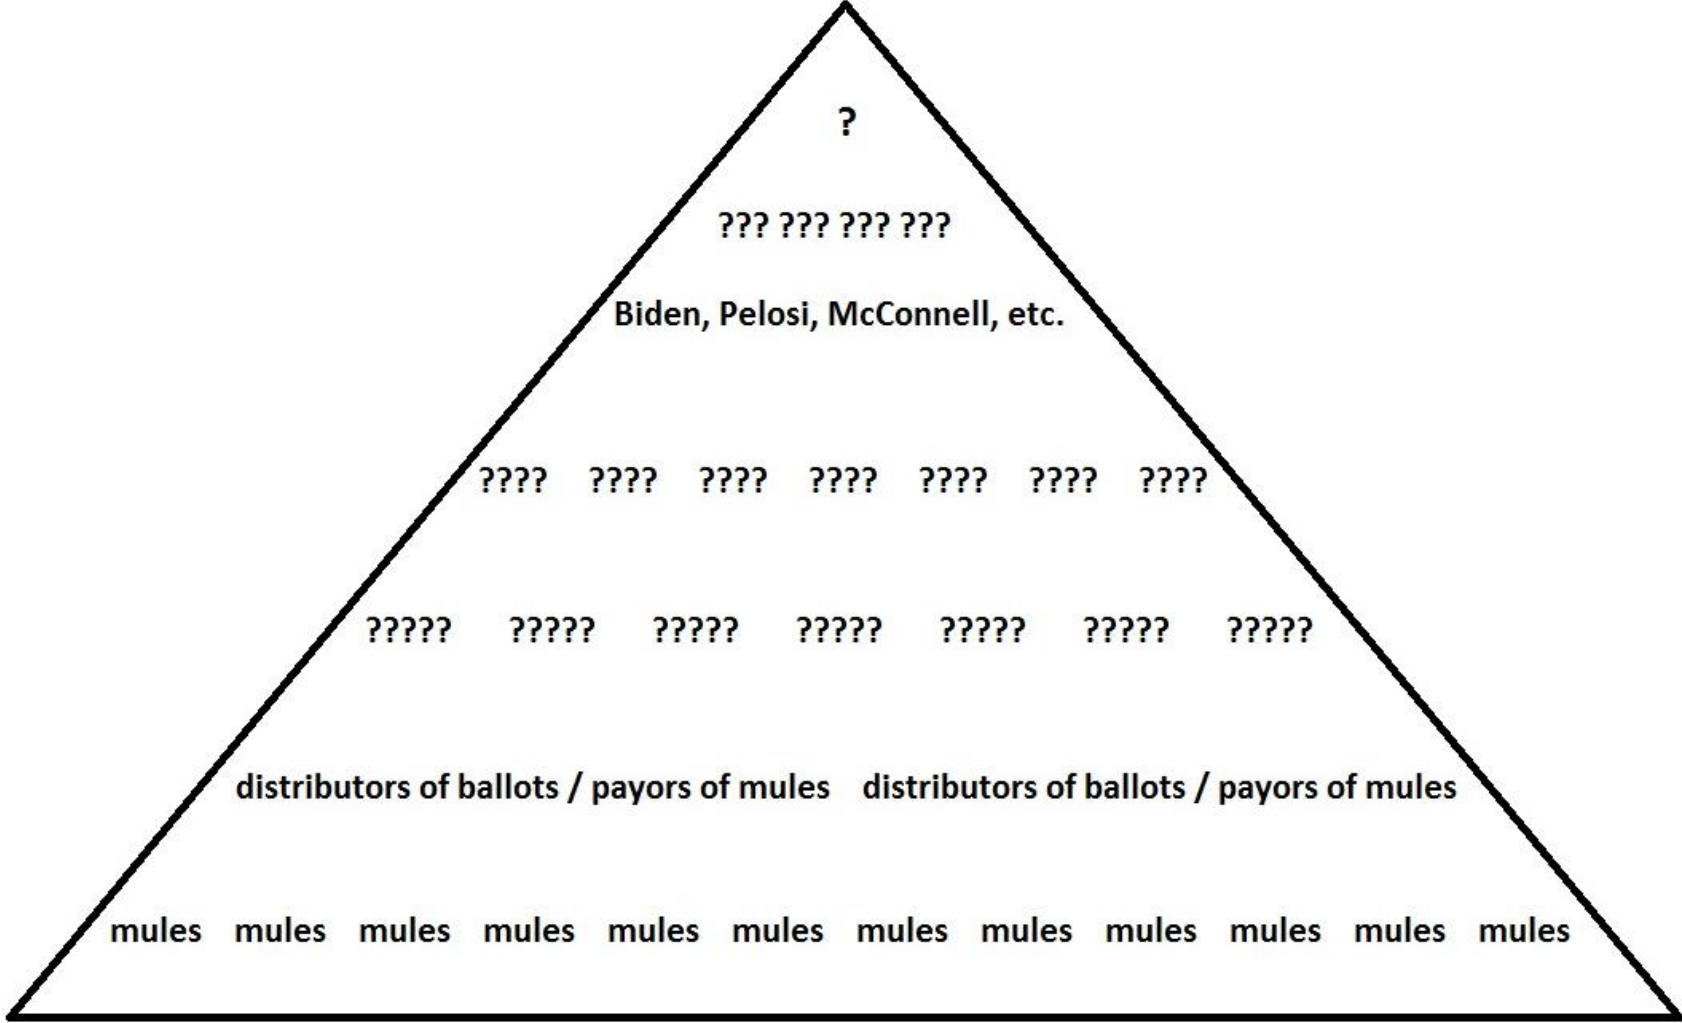 ?
??? ??? ??? ???
Biden, Pelosi, McConnell, etc.
???? ???? ???? ???? ???? ???? ????
????? ????? ????? ????? ????? ????? ?????
distributors of ballots / payors of mules distributors of ballots / payors of mules
mules mules mules mules mules mules mules mules mules mules mules mules